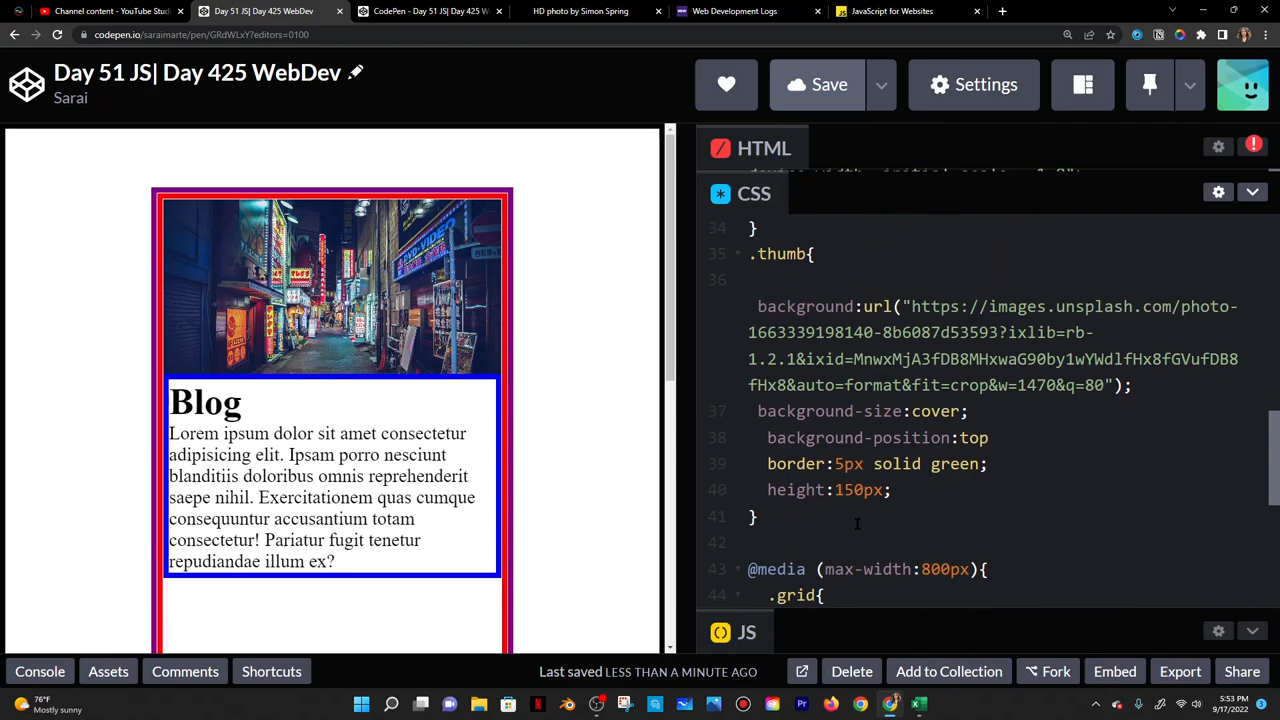 Channel content - YouTube Stu
Day 51 JS| Day 425 WebDev
CodePen - Day 51 JS| Day 425 W
HD photo by Simon Spring
Web Development Logs
JavaScript for Websites
codepen.io/saraimarte/pen/GRdWLxY?editors=0100
Day 51 JS| Day 425 WebDev
Sarai
Save
Settings
HTML
CSS
34 }
35 .thumb{
36
background:url("https://images.unsplash.com/photo-
1663339198140-8b6087d53593?ixlib=rb-
1.2.1&ixid=MnwxMjA3fDB8MHxwaG90by1wYWdlfHx8fGVufDB8
fHx8&auto=format&fit=crop&w=1470&q=80");
37 background-size:cover;
38 background-position:top
39 border:5px solid green;
40 height:150px;
41 }
42
43 @media (max-width:800px){
44 .grid{
JS
DVD·VIDEO
Blog
Lorem ipsum dolor sit amet consectetur
adipisicing elit. Ipsam porro nesciunt
blanditiis doloribus omnis reprehenderit
saepe nihil. Exercitationem quas cumque
consequuntur accusantium totam
consectetur! Pariatur fugit tenetur
repudiandae illum ex?
Console
Assets
Comments
Shortcuts
Last saved LESS THAN A MINUTE AGO
Delete
Add to Collection
Fork
Embed
Export
Share
76°F
Mostly sunny
5:53 PM
9/17/2022